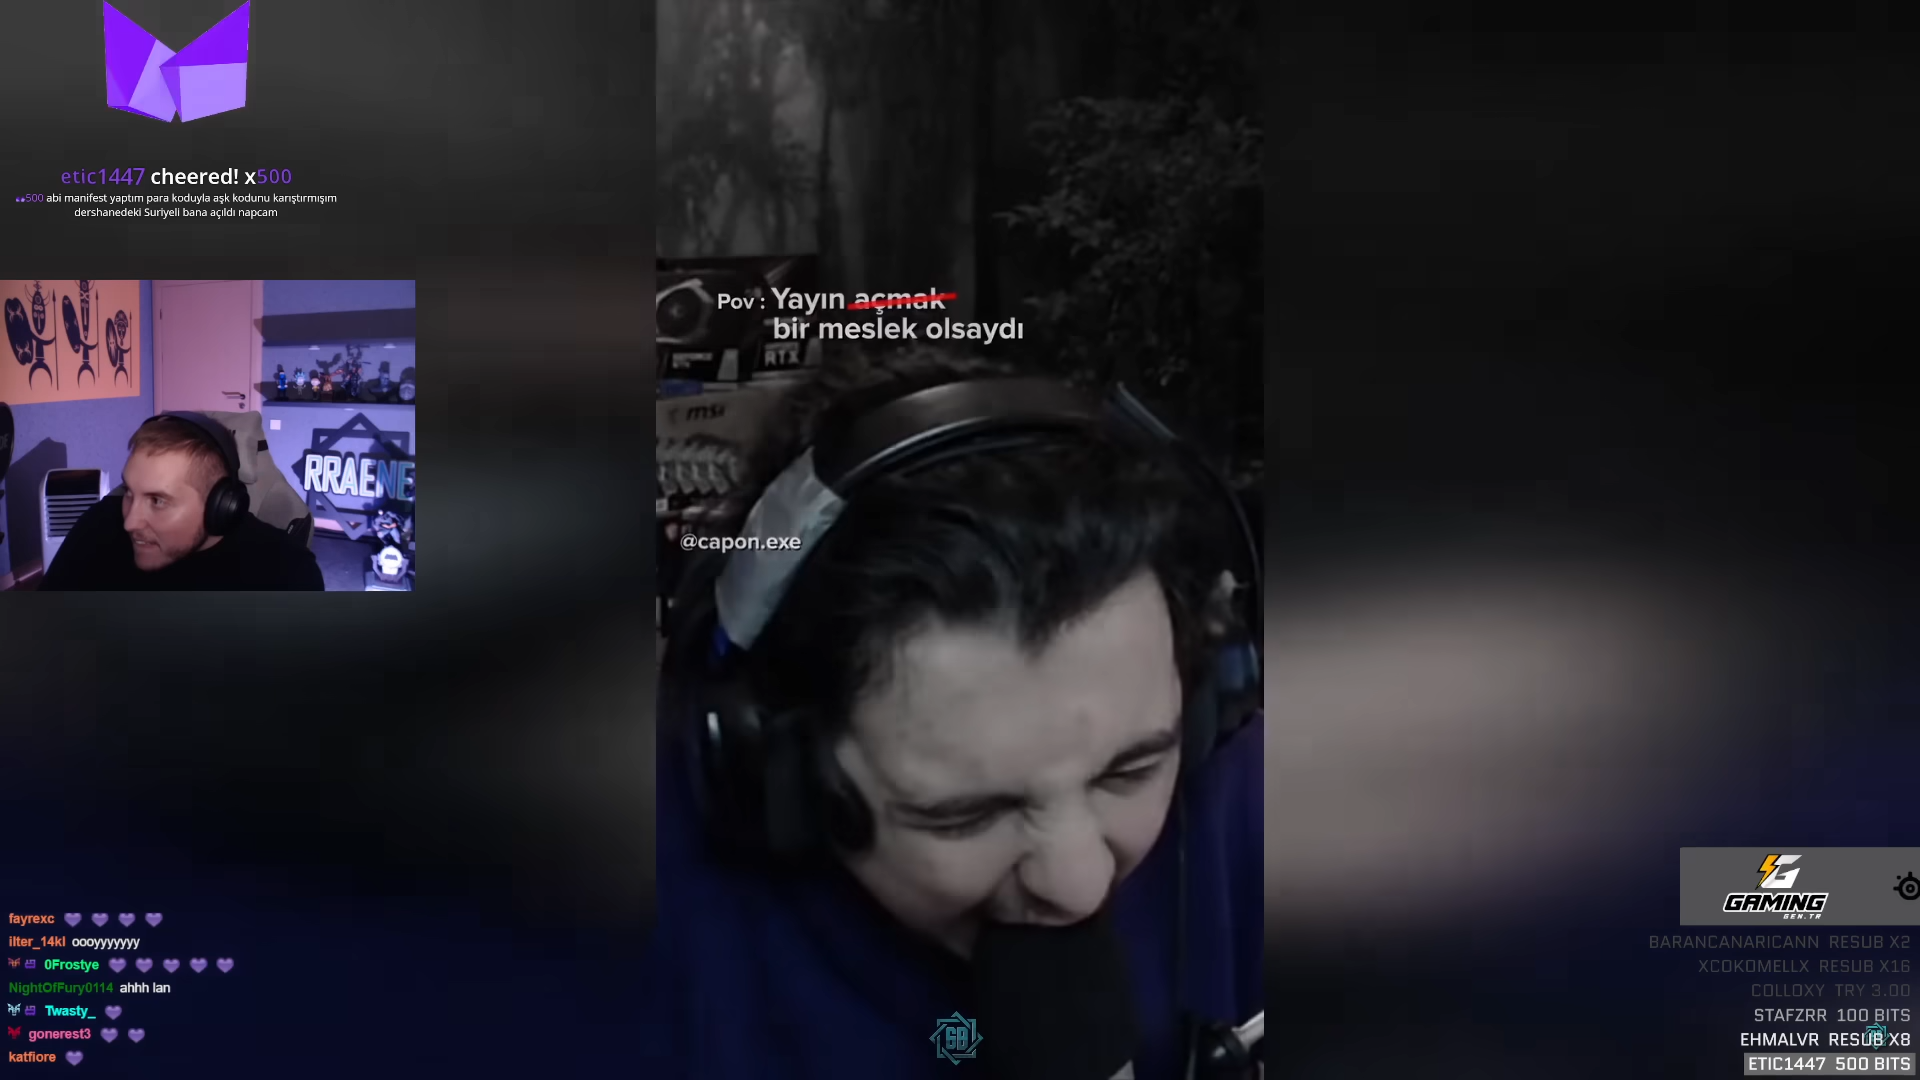 etic1447 cheered! x500
500 abi manifest yaptım para koduyla aşk kodunu karıştırmışım
dershanedeki Suriyeli bana açıldı napcam
RRAENE
Pov : Yayın açmak
bir meslek olsaydı
RTX
msi
@capon.exe
GB
fayrexc
ilter_14kl oooyyyyyyy
0Frostye
NightOfFury0114 ahhh lan
Twasty_
gonerest3
katfiore
GAMING
GEN.TR
BARANCANARICANN RESUB X2
XCOKOMELLX RESUB X16
COLLOXY TRY 3.00
STAFZRR 100 BITS
EHMALVR RESUB X8
ETIC1447 500 BITS